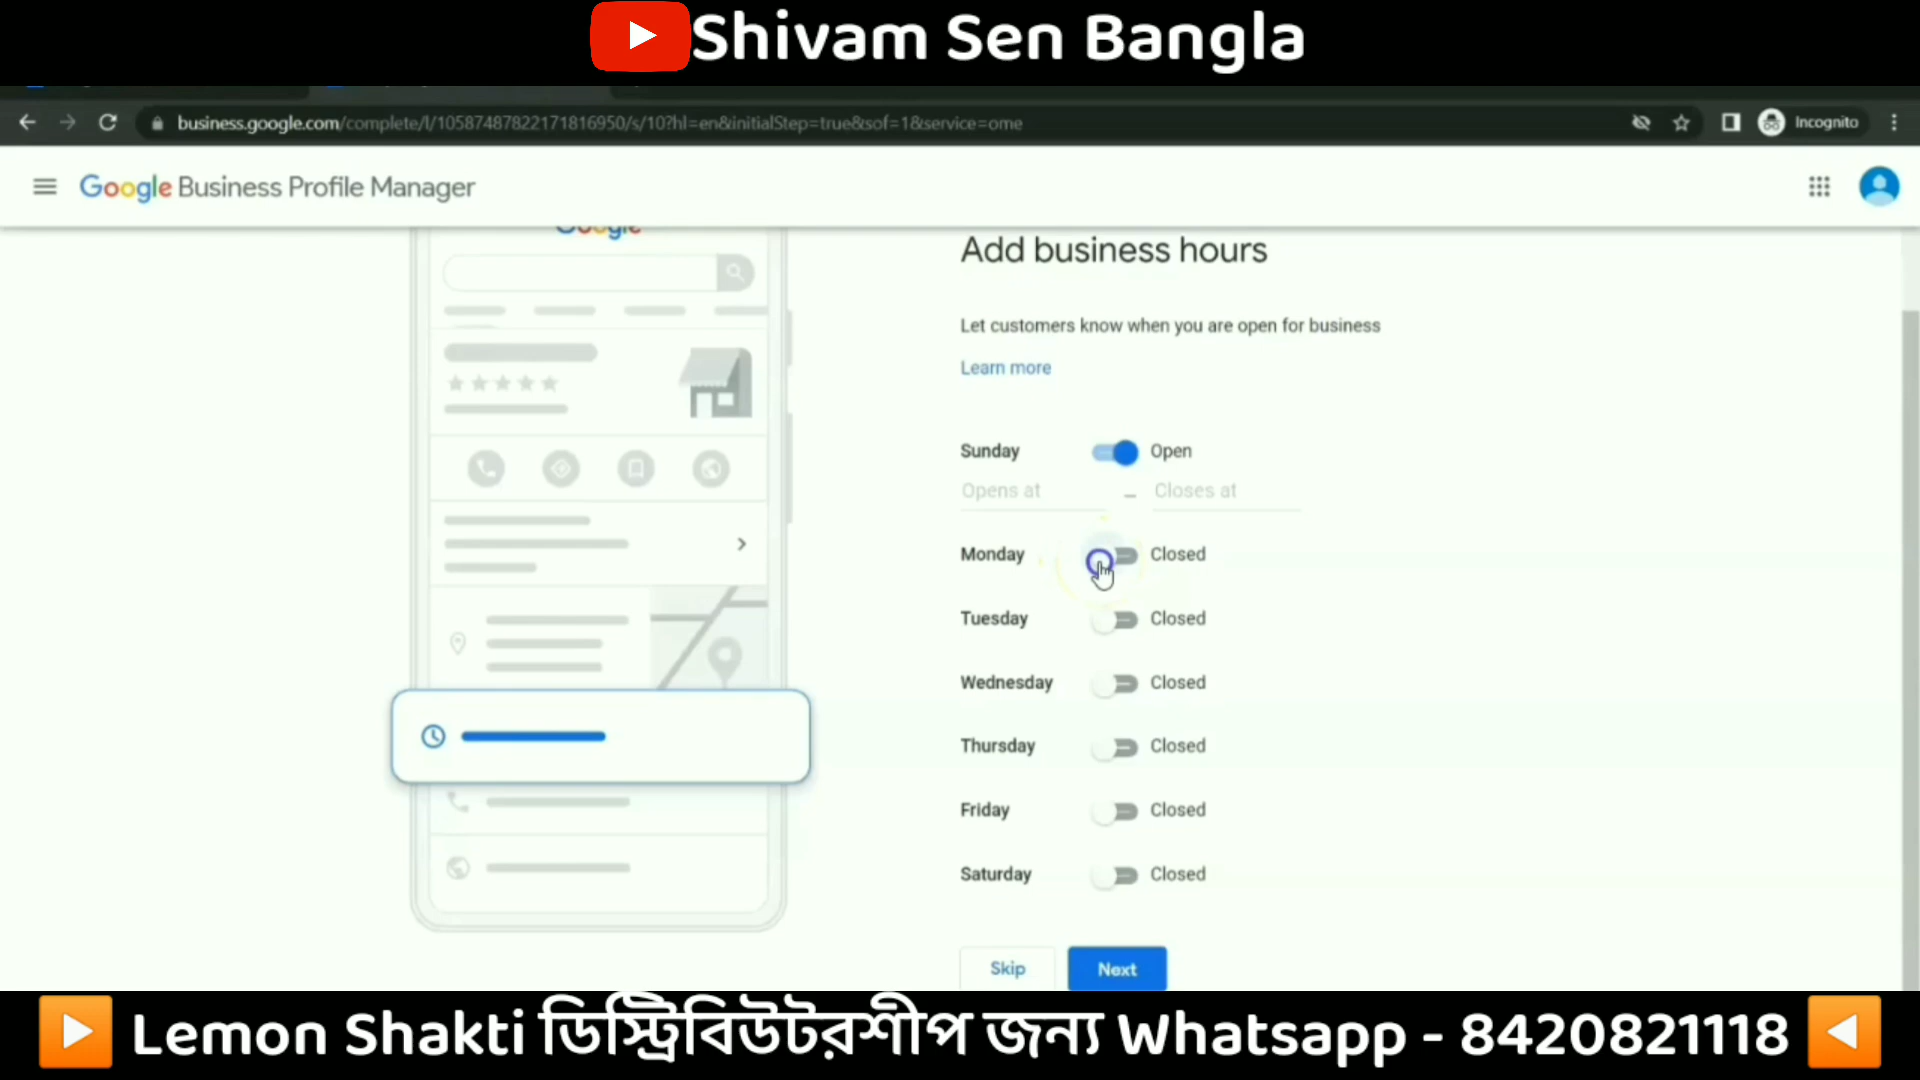 Shivam Sen Bangla
business.google.com/complete/l/10587487822171816950/s/10?hl=en&initialStep=true&sof=1&service=ome
Incognito
Google Business Profile Manager
Google
Add business hours
Let customers know when you are open for business
Learn more
Sunday Open
Opens at – Closes at
Monday Closed
Tuesday Closed
Wednesday Closed
Thursday Closed
Friday Closed
Saturday Closed
Skip Next
Lemon Shakti ডিস্ট্রিবিউটরশীপ জন্য Whatsapp - 8420821118